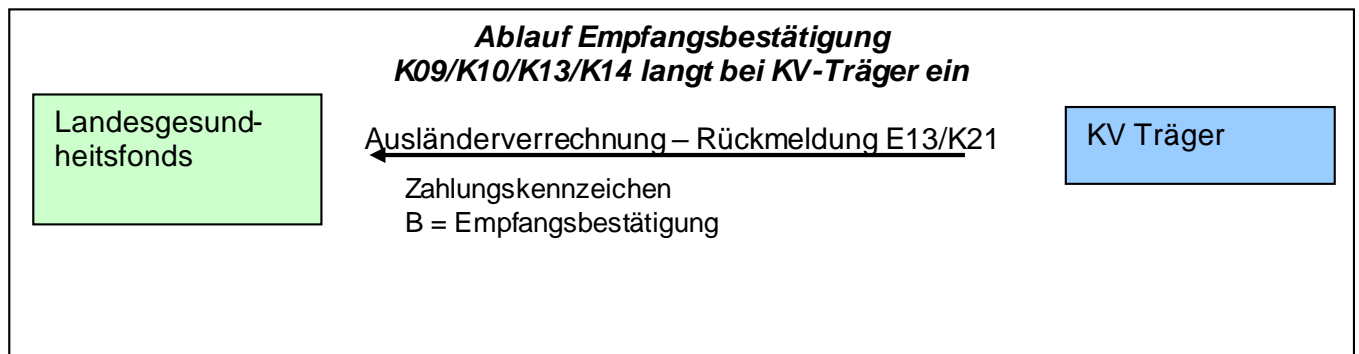 Ablauf Empfangsbestätigung
K09/K10/K13/K14 langt bei KV-Träger ein
Landesgesund-
heitsfonds
Ausländerverrechnung – Rückmeldung E13/K21
KV Träger
Zahlungskennzeichen
B = Empfangsbestätigung